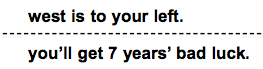 west is to your left.
you’ll get 7 years’ bad luck.